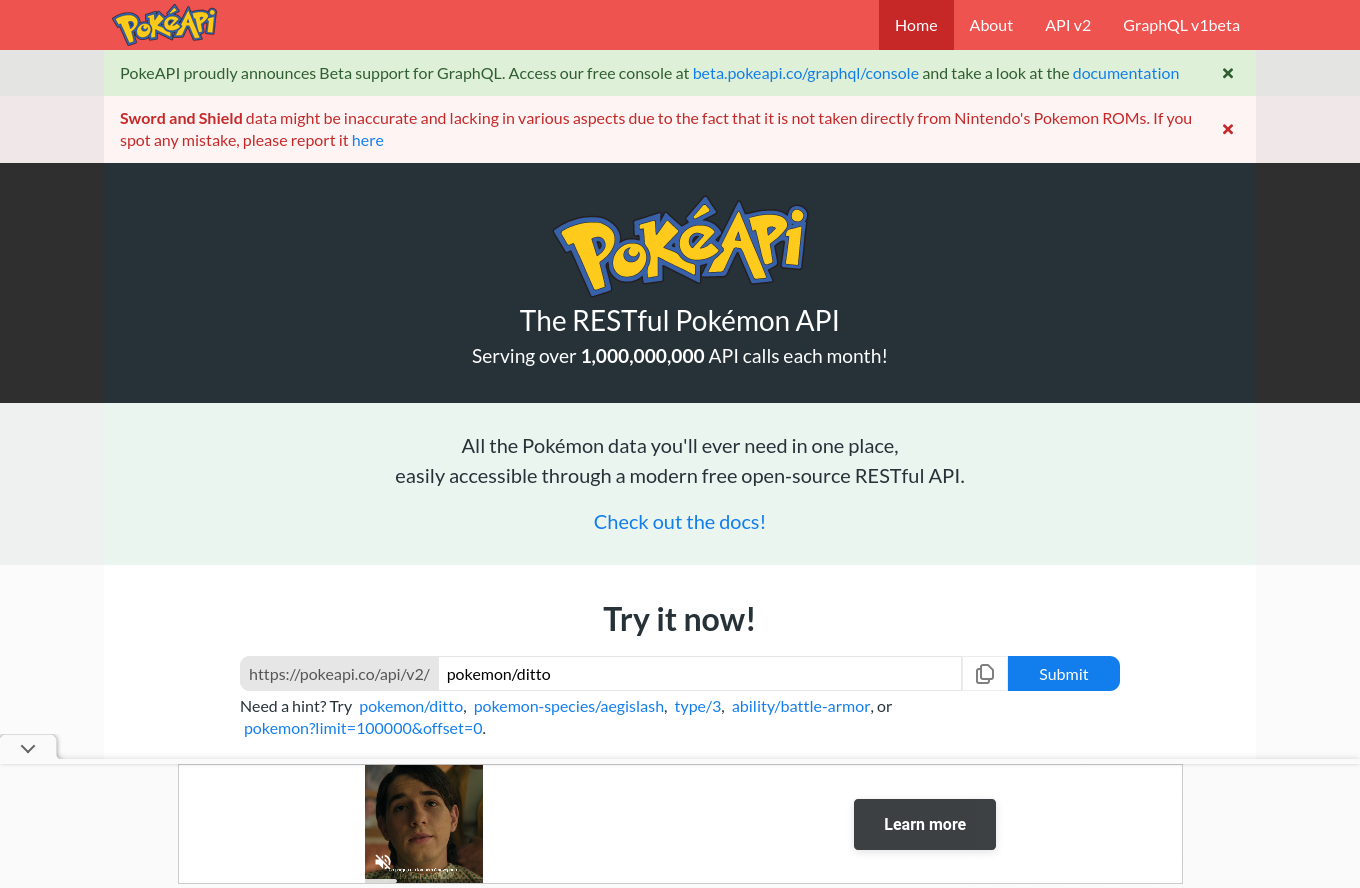 PokéApi
Home
About
API v2
GraphQL v1beta
PokeAPI proudly announces Beta support for GraphQL. Access our free console at beta.pokeapi.co/graphql/console and take a look at the documentation
Sword and Shield data might be inaccurate and lacking in various aspects due to the fact that it is not taken directly from Nintendo's Pokemon ROMs. If you
spot any mistake, please report it here
PokéApi
The RESTful Pokémon API
Serving over 1,000,000,000 API calls each month!
All the Pokémon data you'll ever need in one place,
easily accessible through a modern free open-source RESTful API.
Check out the docs!
Try it now!
https://pokeapi.co/api/v2/ pokemon/ditto
Submit
Need a hint? Try pokemon/ditto, pokemon-species/aegislash, type/3, ability/battle-armor, or
pokemon?limit=100000&offset=0.
Learn more